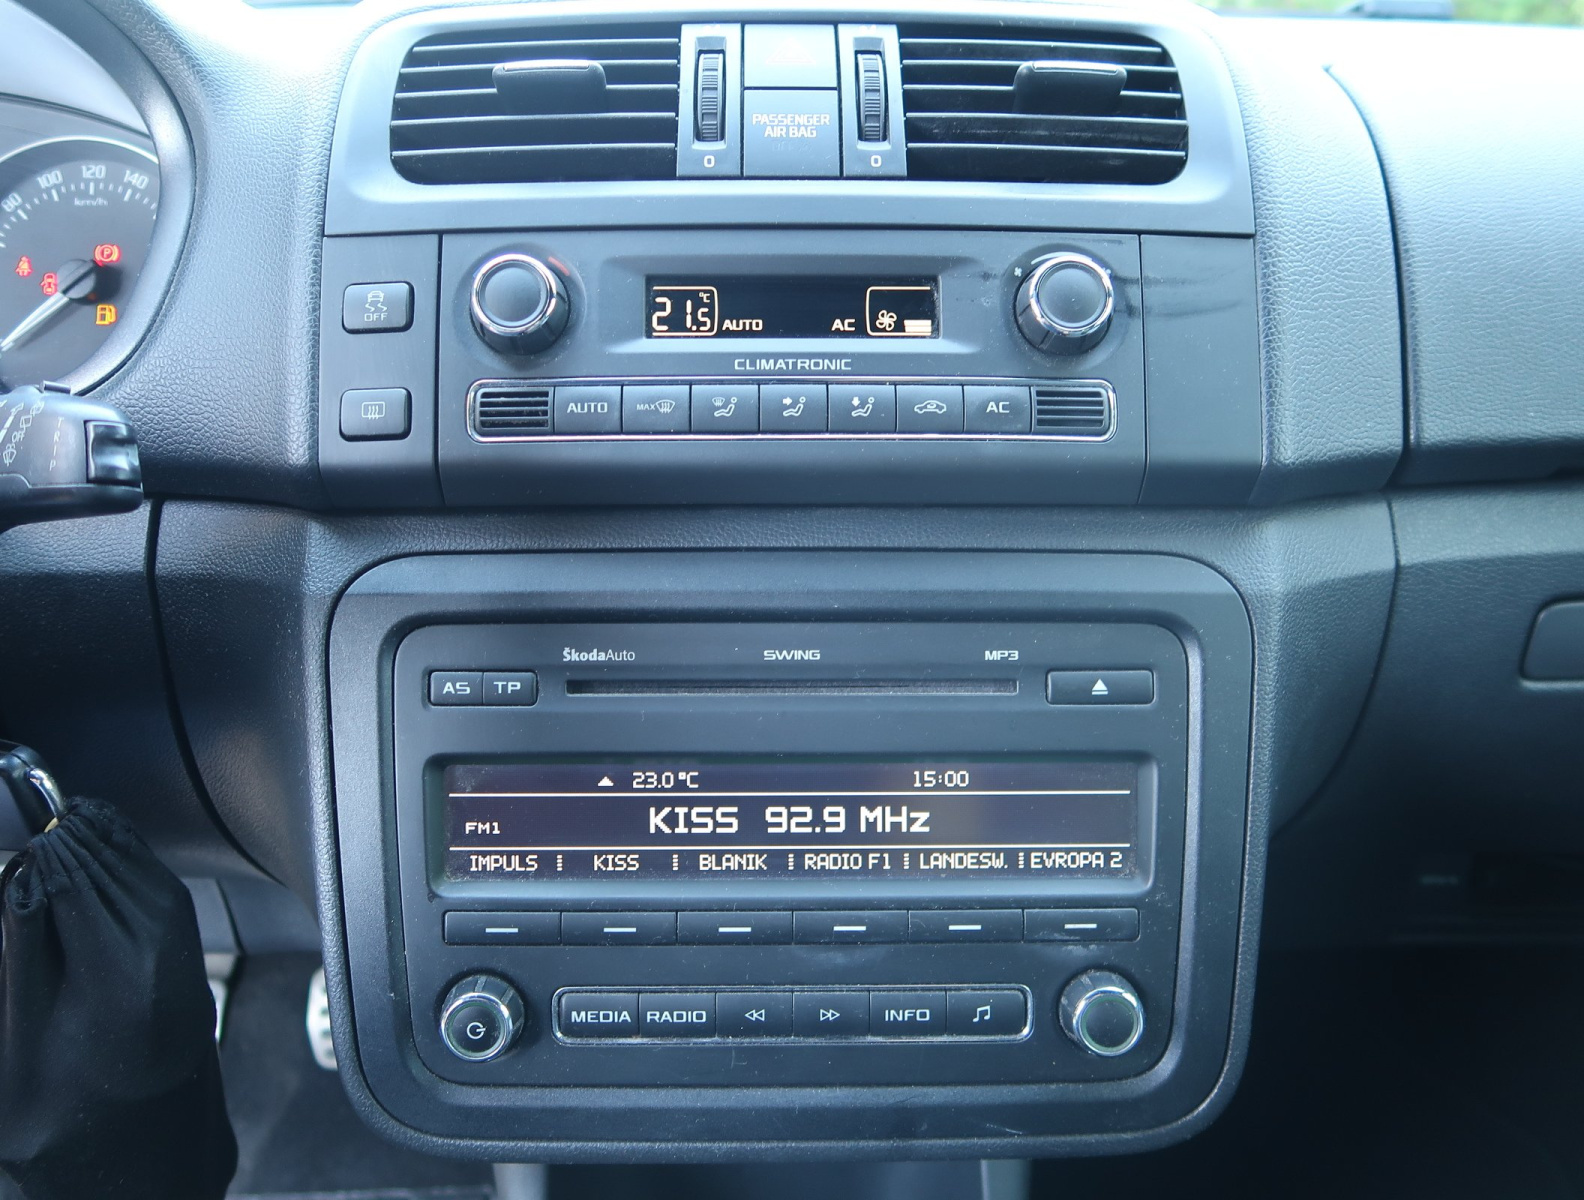 PASSENGER
AIR BAG
0
0
80 100 120 140
km/h
P
OFF
21.5 °C AUTO AC
CLIMATRONIC
AUTO MAX AC
TRIP
ŠkodaAuto SWING MP3
AS TP
23.0 °C 15:00
FM1 KISS 92.9 MHz
IMPULS KISS BLANIK RADIO F1 LANDESW. EVROPA 2
MEDIA RADIO INFO